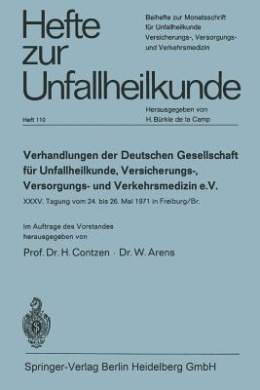 Hefte
zur
Unfallheilkunde
Beihefte zur Monatsschrift
für Unfallheilkunde
Versicherungs-, Versorgungs-
und Verkehrsmedizin
Herausgegeben von
H. Bürkle de la Camp
Heft 110
Verhandlungen der Deutschen Gesellschaft
für Unfallheilkunde, Versicherungs-,
Versorgungs- und Verkehrsmedizin e.V.
XXXV. Tagung vom 24. bis 26. Mai 1971 in Freiburg/Br.
Im Auftrage des Vorstandes
herausgegeben von
Prof. Dr. H. Contzen · Dr. W. Arens
Springer-Verlag Berlin Heidelberg GmbH